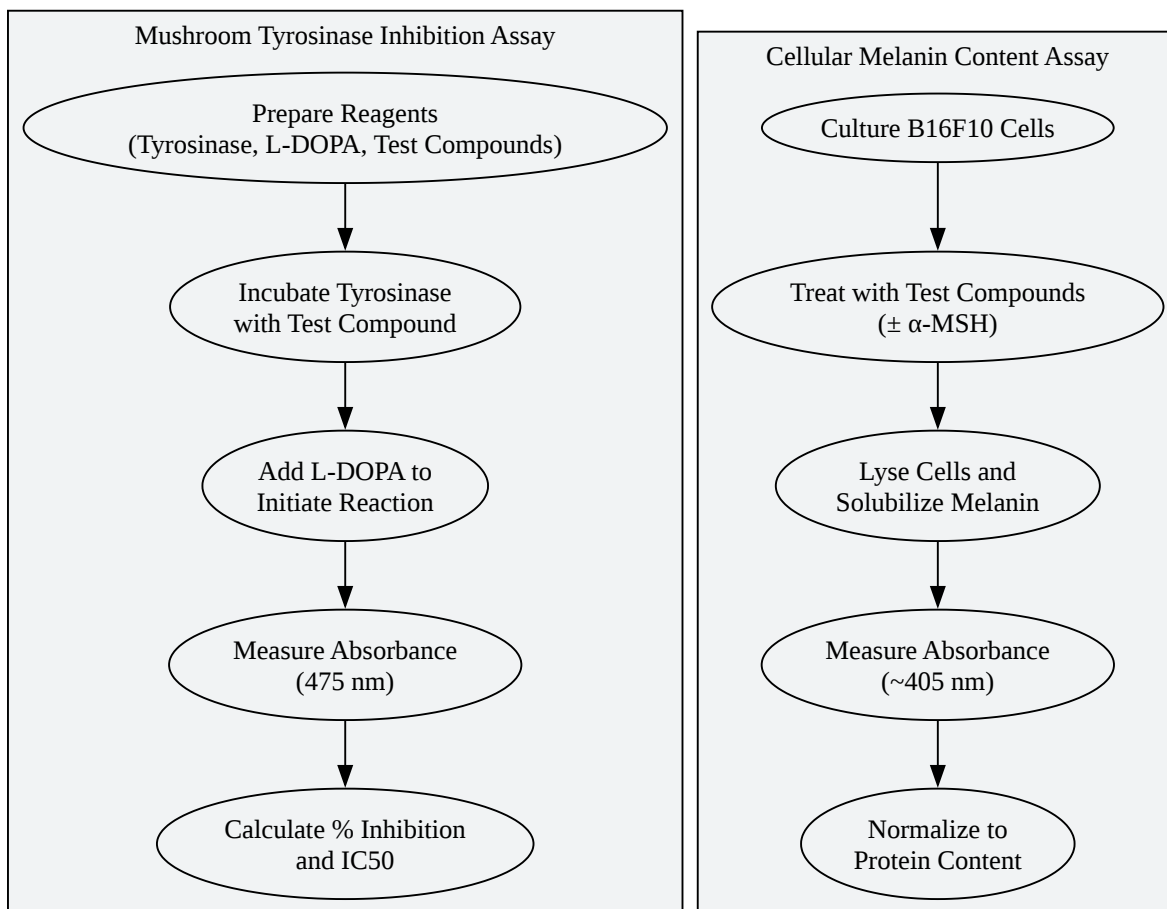 Mushroom Tyrosinase Inhibition Assay
Prepare Reagents
(Tyrosinase, L-DOPA, Test Compounds)
Incubate Tyrosinase
with Test Compound
Add L-DOPA to
Initiate Reaction
Measure Absorbance
(475 nm)
Calculate % Inhibition
and IC50
Cellular Melanin Content Assay
Culture B16F10 Cells
Treat with Test Compounds
(± α-MSH)
Lyse Cells and
Solubilize Melanin
Measure Absorbance
(~405 nm)
Normalize to
Protein Content